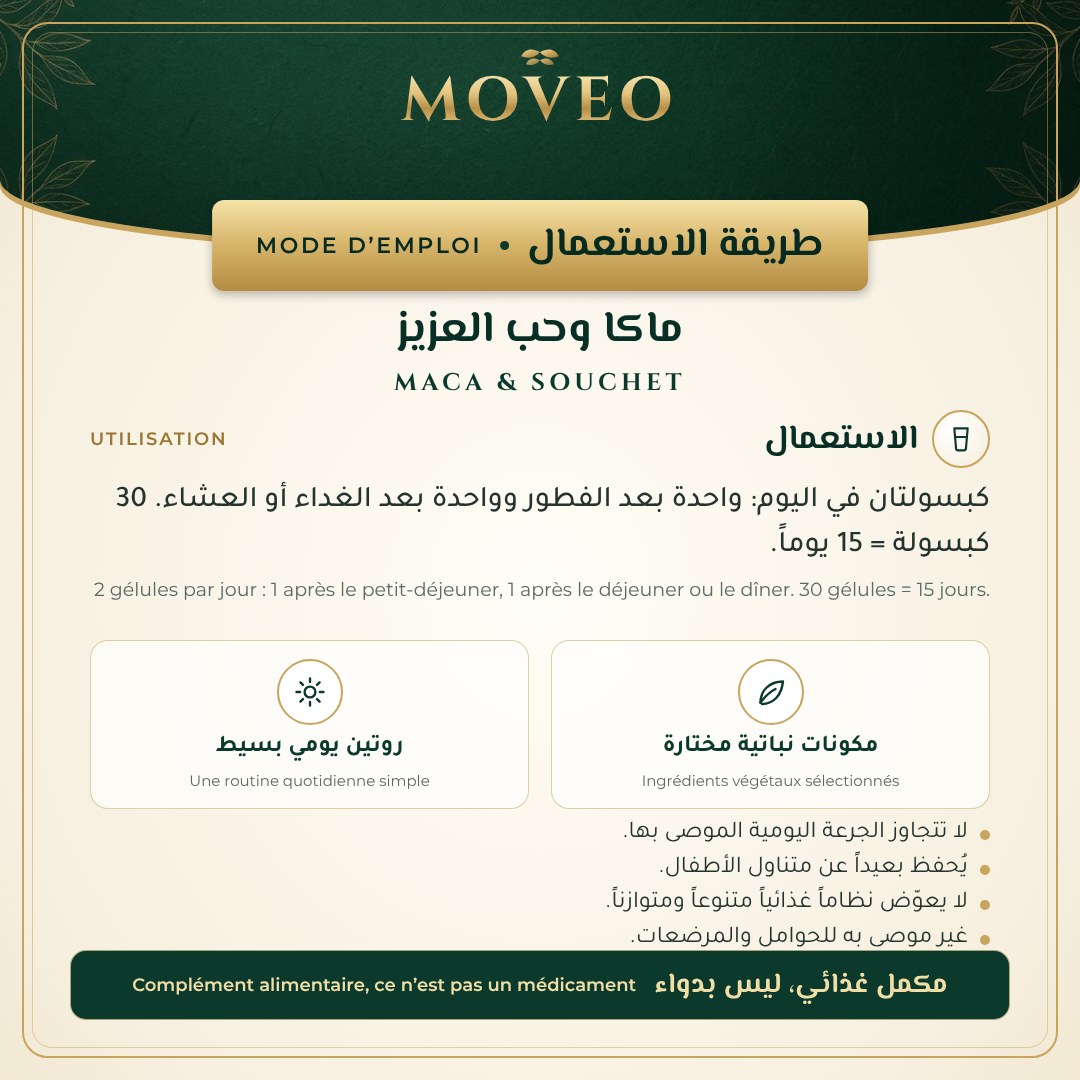 MOVEO
طريقة الاستعمال • MODE D’EMPLOI
ماكا وحب العزيز
MACA & SOUCHET
الاستعمال
UTILISATION
كبسولتان في اليوم: واحدة بعد الفطور وواحدة بعد الغداء أو العشاء. 30
كبسولة = 15 يوماً.
2 gélules par jour : 1 après le petit-déjeuner, 1 après le déjeuner ou le dîner. 30 gélules = 15 jours.
مكونات نباتية مختارة
Ingrédients végétaux sélectionnés
روتين يومي بسيط
Une routine quotidienne simple
لا تتجاوز الجرعة اليومية الموصى بها.
يُحفظ بعيداً عن متناول الأطفال.
لا يعوّض نظاماً غذائياً متنوعاً ومتوازناً.
غير موصى به للحوامل والمرضعات.
مكمل غذائي، ليس بدواء Complément alimentaire, ce n’est pas un médicament